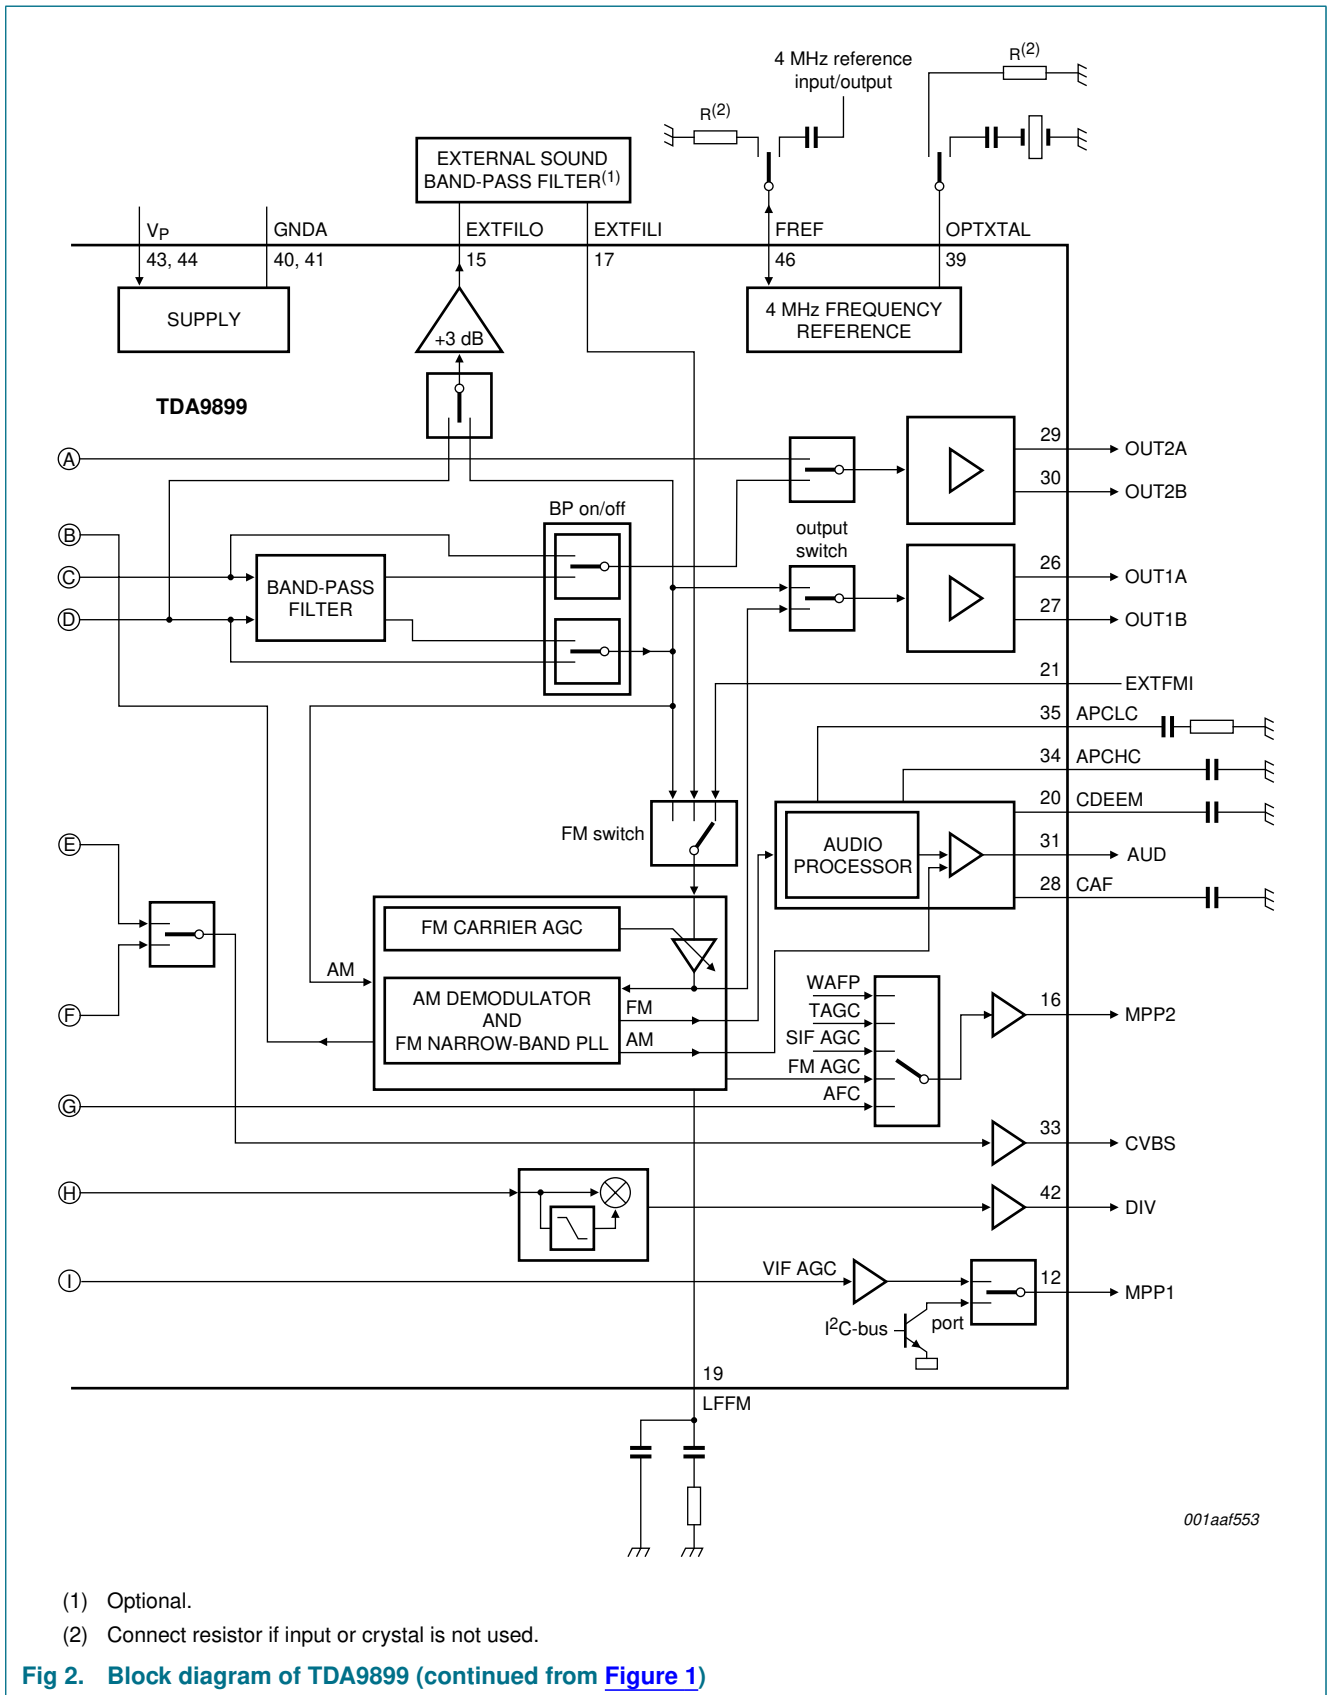 4 MHz reference
input/output
R(2)
R(2)
EXTERNAL SOUND
BAND-PASS FILTER(1)
VP
GNDA
EXTFILO
EXTFILI
FREF
OPTXTAL
43, 44
40, 41
15
17
46
39
SUPPLY
+3 dB
4 MHz FREQUENCY
REFERENCE
TDA9899
A
29
OUT2A
30
OUT2B
BP on/off
output
switch
B
C
BAND-PASS
FILTER
D
26
OUT1A
27
OUT1B
21
EXTFMI
35
APCLC
34
APCHC
20
CDEEM
FM switch
E
AUDIO
PROCESSOR
31
AUD
28
CAF
FM CARRIER AGC
AM
AM DEMODULATOR
AND
FM NARROW-BAND PLL
FM
AM
F
WAFP
TAGC
SIF AGC
FM AGC
AFC
16
MPP2
G
33
CVBS
H
42
DIV
I
VIF AGC
12
MPP1
I2C-bus
port
19
LFFM
001aaf553
(1) Optional.
(2) Connect resistor if input or crystal is not used.
Fig 2. Block diagram of TDA9899 (continued from Figure 1)